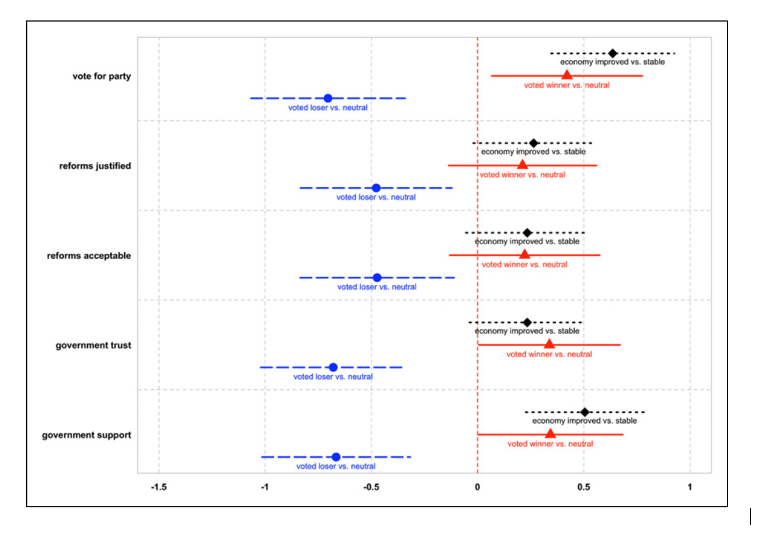 economy improved vs. stable
vote for party
voted winner vs. neutral
voted loser vs. neutral
economy improved vs. stable
reforms justified
voted winner vs. neutral
voted loser vs. neutral
economy improved vs. stable
reforms acceptable
voted winner vs. neutral
voted loser vs. neutral
economy improved vs. stable
government trust
voted winner vs. neutral
voted loser vs. neutral
economy improved vs. stable
government support
voted winner vs. neutral
voted loser vs. neutral
-1.5 -1 -0.5 0 0.5 1